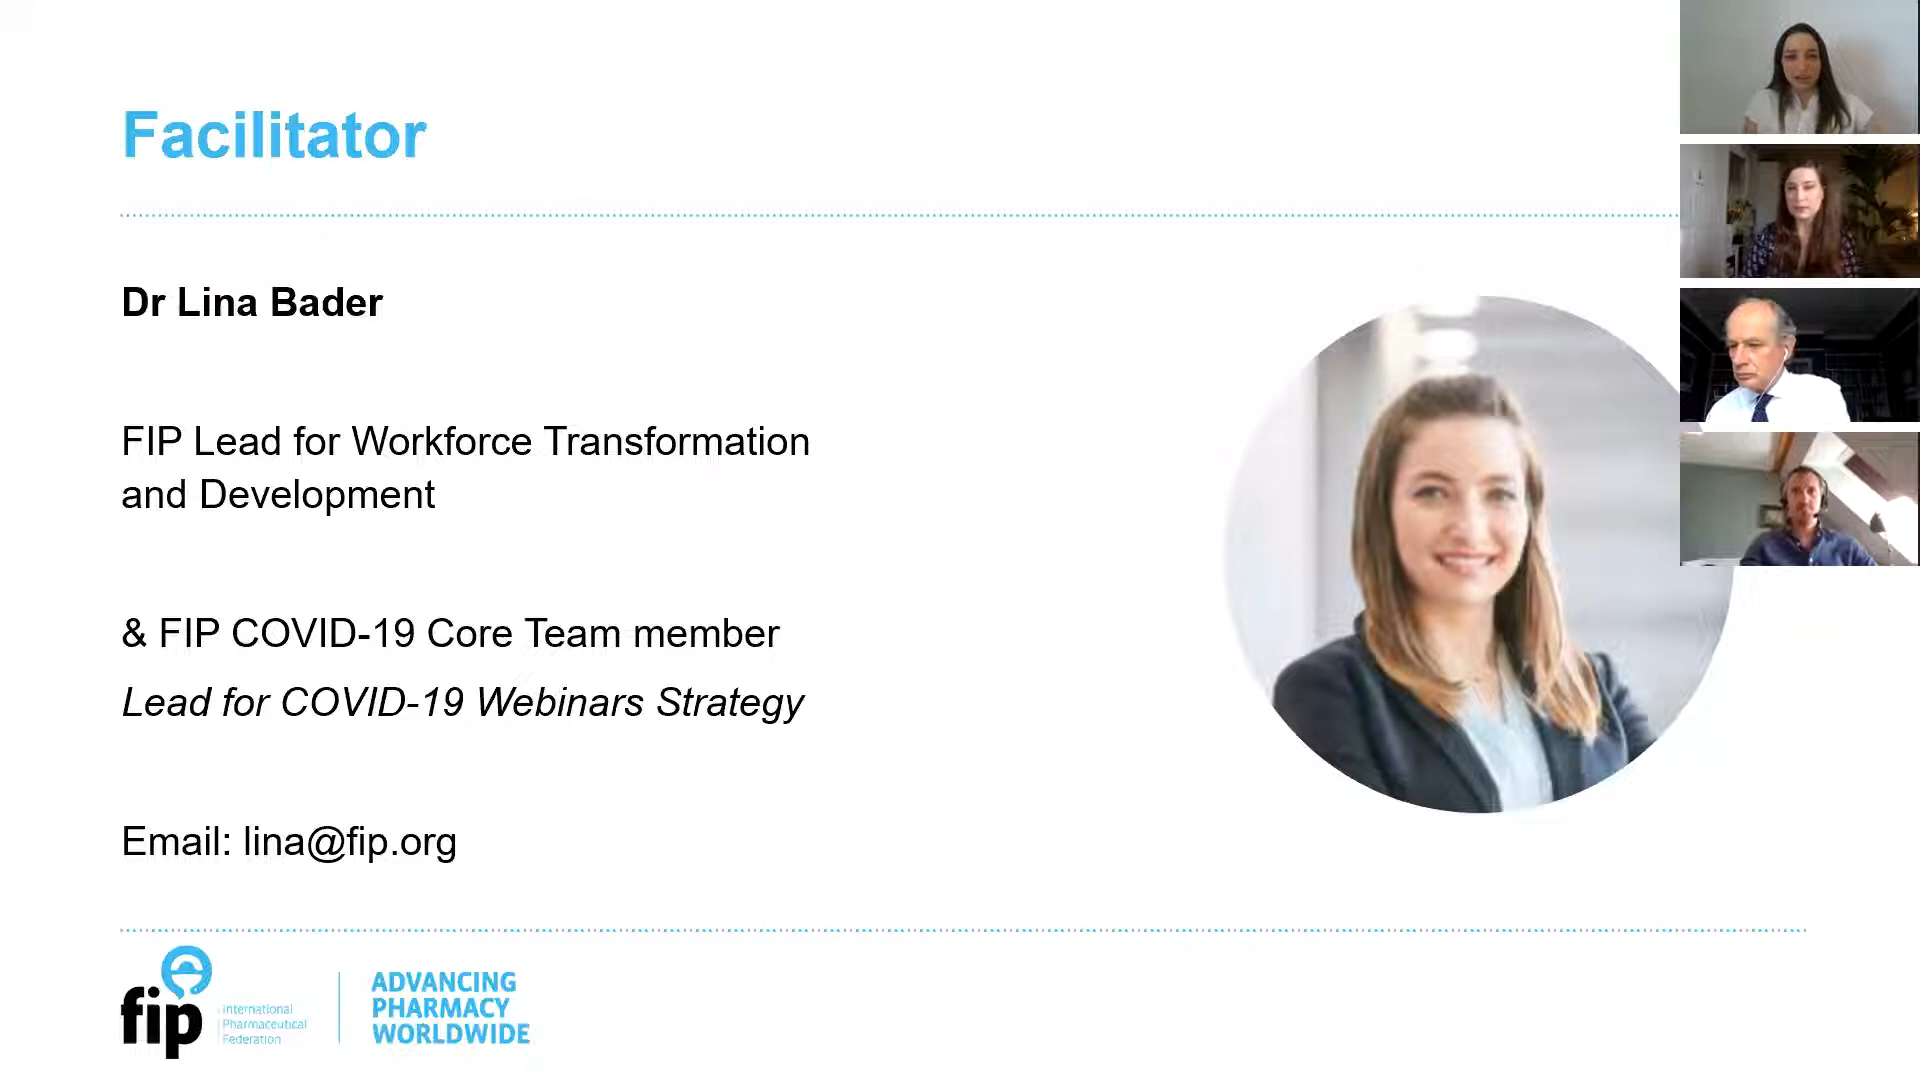 Facilitator
Dr Lina Bader
FIP Lead for Workforce Transformation
and Development
& FIP COVID-19 Core Team member
Lead for COVID-19 Webinars Strategy
Email: lina@fip.org
fip
International
Pharmaceutical
Federation
ADVANCING
PHARMACY
WORLDWIDE